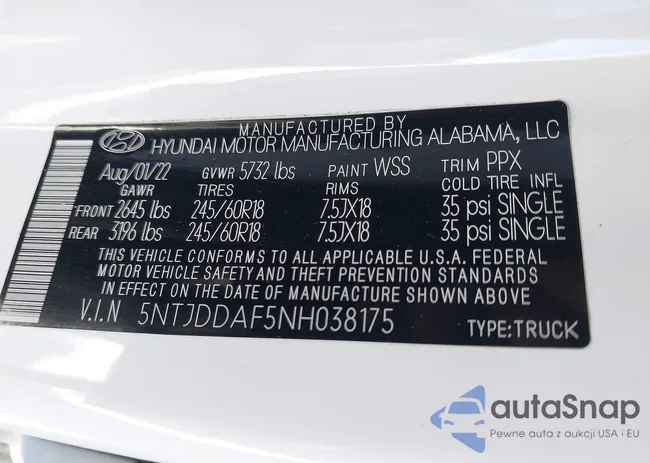 MANUFACTURED BY
HYUNDAI MOTOR MANUFACTURING ALABAMA, LLC
Aug/01/22 GVWR 5732 lbs PAINT WSS TRIM PPX
GAWR TIRES RIMS COLD TIRE INFL
FRONT 2645 lbs 245/60R18 7.5JX18 35 psi SINGLE
REAR 3196 lbs 245/60R18 7.5JX18 35 psi SINGLE
THIS VEHICLE CONFORMS TO ALL APPLICABLE U.S.A. FEDERAL
MOTOR VEHICLE SAFETY AND THEFT PREVENTION STANDARDS
IN EFFECT ON THE DATE OF MANUFACTURE SHOWN ABOVE
V.I.N 5NTJDDAF5NH038175 TYPE:TRUCK
autaSnap
Pewne auta z aukcji USA i EU